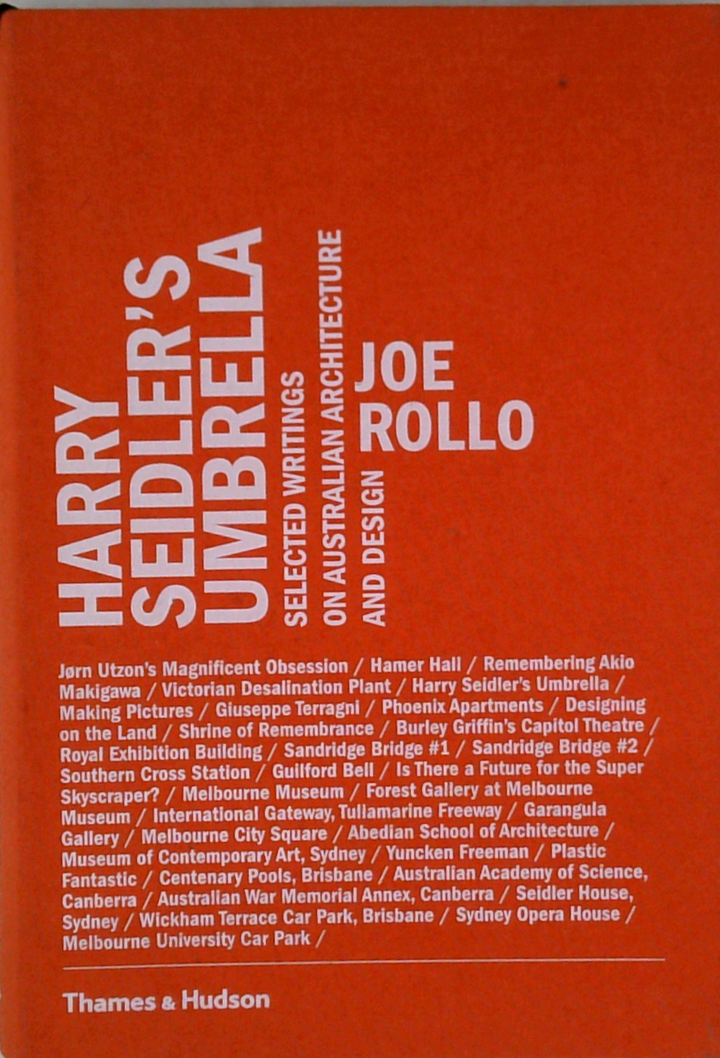 HARRY
SEIDLER'S
UMBRELLA
SELECTED WRITINGS
ON AUSTRALIAN ARCHITECTURE
AND DESIGN
JOE
ROLLO
Jørn Utzon's Magnificent Obsession / Hamer Hall / Remembering Akio
Makigawa / Victorian Desalination Plant / Harry Seidler's Umbrella /
Making Pictures / Giuseppe Terragni / Phoenix Apartments / Designing
on the Land / Shrine of Remembrance / Burley Griffin's Capitol Theatre /
Royal Exhibition Building / Sandridge Bridge #1 / Sandridge Bridge #2 /
Southern Cross Station / Guilford Bell / Is There a Future for the Super
Skyscraper? / Melbourne Museum / Forest Gallery at Melbourne
Museum / International Gateway, Tullamarine Freeway / Garangula
Gallery / Melbourne City Square / Abedian School of Architecture /
Museum of Contemporary Art, Sydney / Yuncken Freeman / Plastic
Fantastic / Centenary Pools, Brisbane / Australian Academy of Science,
Canberra / Australian War Memorial Annex, Canberra / Seidler House,
Sydney / Wickham Terrace Car Park, Brisbane / Sydney Opera House /
Melbourne University Car Park /
Thames & Hudson